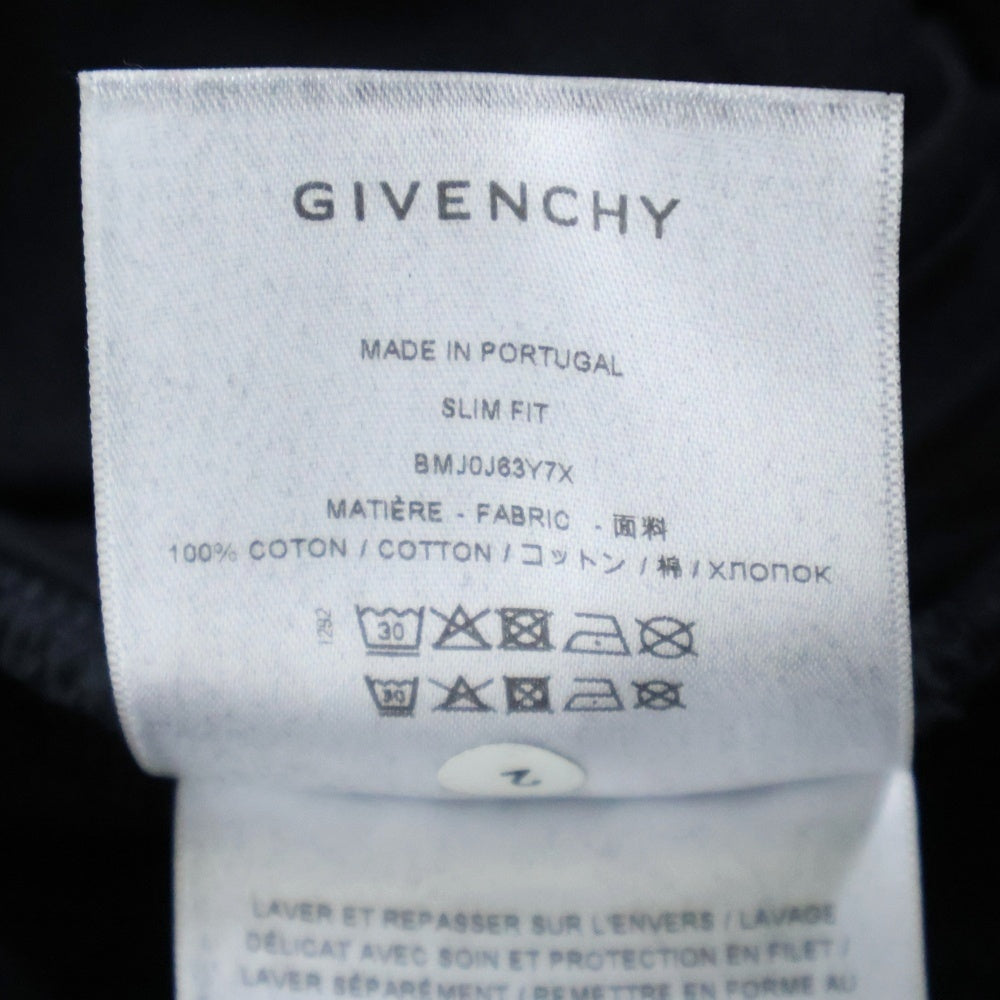 GIVENCHY
MADE IN PORTUGAL
SLIM FIT
BMJ0J63Y7X
MATIÈRE - FABRIC - 面料
100% COTON / COTTON / コットン / 棉 / ХЛОПОК
1292
30
30
2
LAVER ET REPASSER SUR L'ENVERS / LAVAGE
DÉLICAT AVEC SOIN ET PROTECTION EN FILET /
LAVER SÉPARÉMENT / REMETTRE EN FORME AU